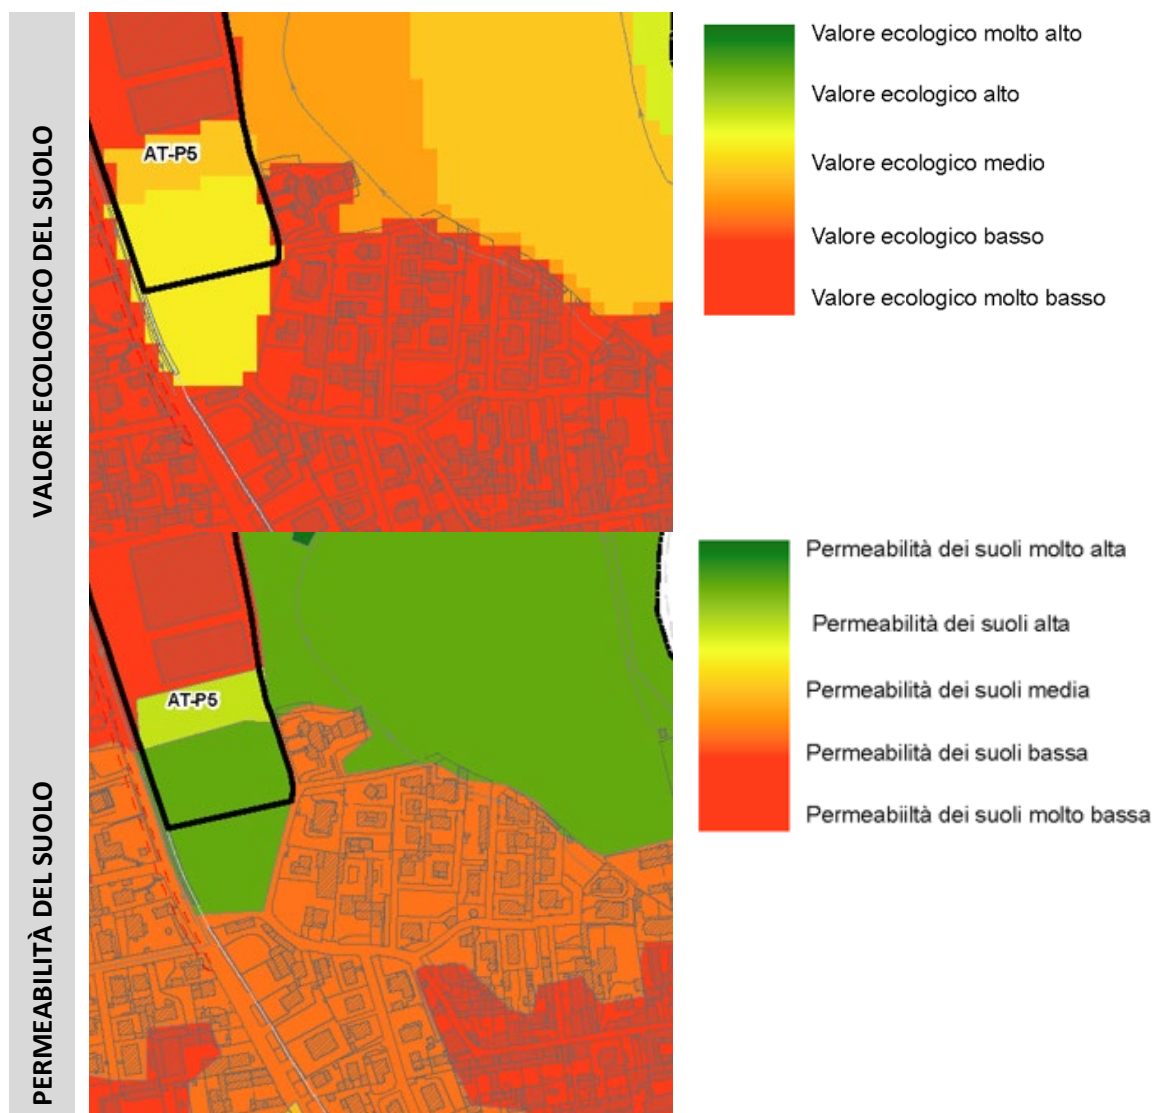 VALORE ECOLOGICO DEL SUOLO
AT-P5
Valore ecologico molto alto
Valore ecologico alto
Valore ecologico medio
Valore ecologico basso
Valore ecologico molto basso
PERMEABILITÀ DEL SUOLO
AT-P5
Permeabilità dei suoli molto alta
Permeabilità dei suoli alta
Permeabilità dei suoli media
Permeabilità dei suoli bassa
Permeabiiltà dei suoli molto bassa